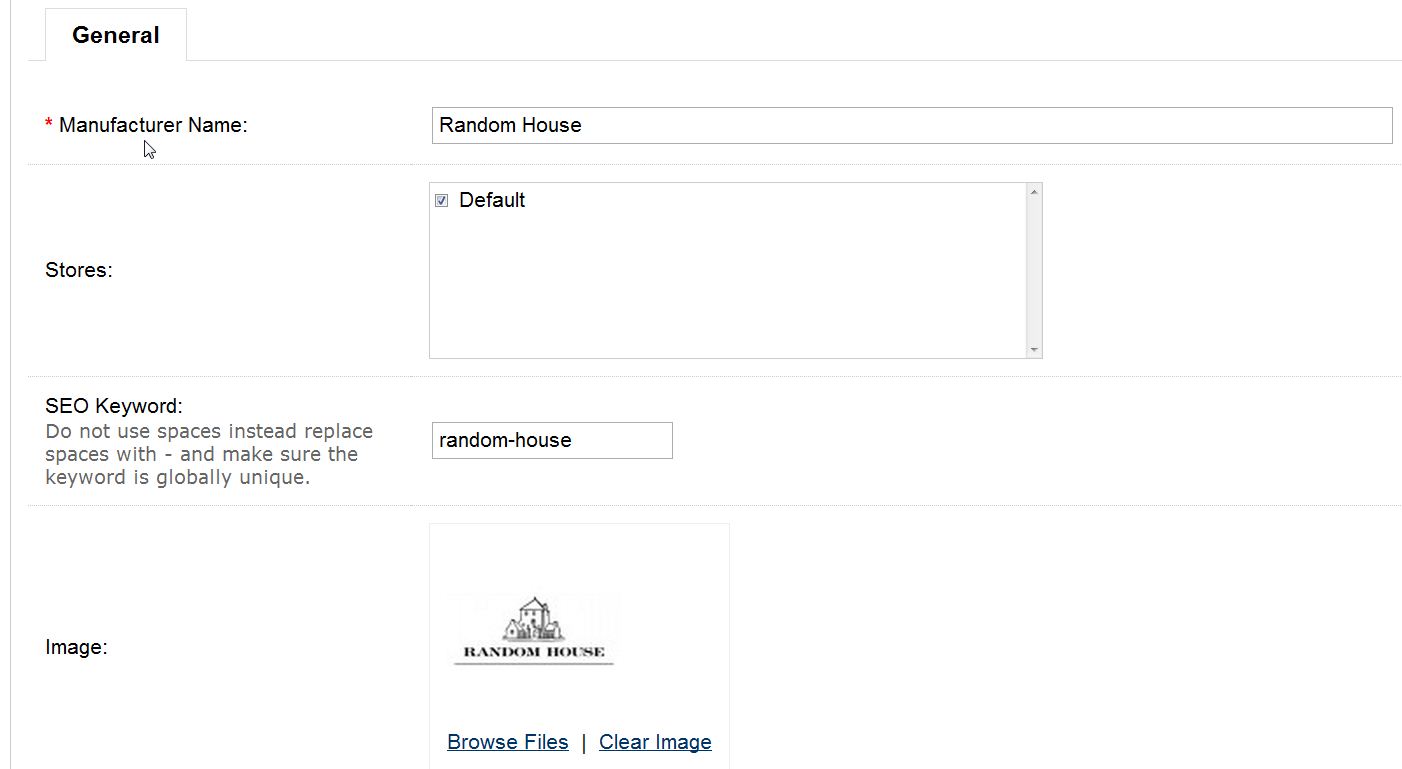 General
* Manufacturer Name:
Random House
Default
Stores:
SEO Keyword:
Do not use spaces instead replace
spaces with - and make sure the
keyword is globally unique.
random-house
RANDOM HOUSE
Image:
Browse Files | Clear Image